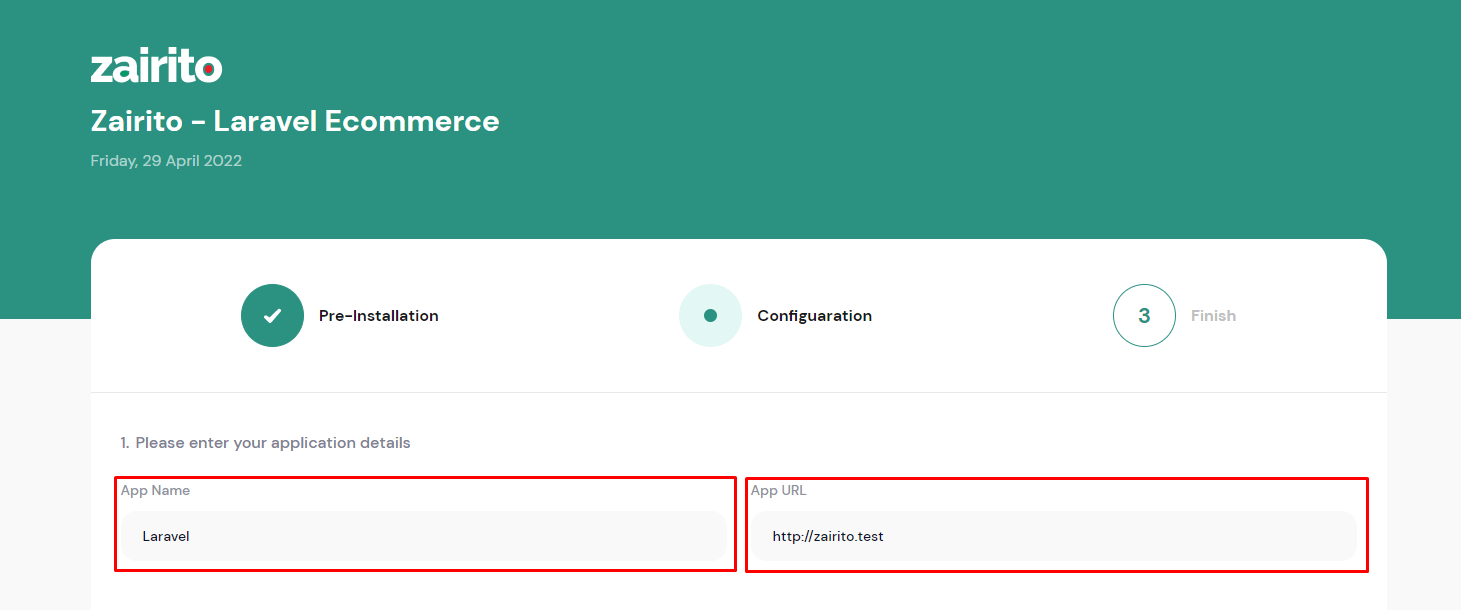 zairito
Zairito - Laravel Ecommerce
Friday, 29 April 2022
Pre-Installation
Configuaration
3 Finish
1. Please enter your application details
App Name
App URL
Laravel
http://zairito.test